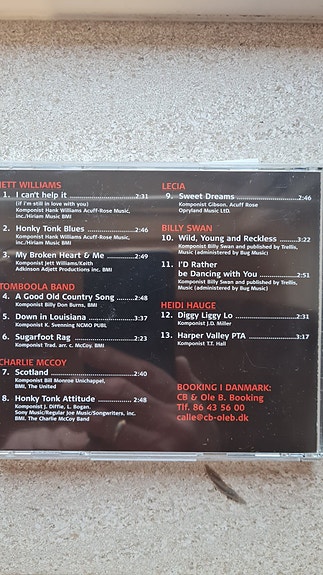 JETT WILLIAMS
1. I can't help it ............ 2:31
(if i'm still in love with you)
Komponist Hank Williams Acuff-Rose Music,
inc./Hiriam Music BMI
2. Honky Tonk Blues ............ 2:46
Komponist Hank Williams Acuff-Rose Music,
inc./Hiriam Music BMI
3. My Broken Heart & Me ............ 2:49
Komponist Jett Williams/Keith
Adkinson Adjett Productions inc. BMI
TOMBOOLA BAND
4. A Good Old Country Song ...... 2:48
Komponist Billy Don Burns, BMI
5. Down in Louisiana ............ 3:37
Komponist K. Svenning NCMO PUBL
6. Sugarfoot Rag ............ 2:23
Komponist Trad. arr. c. McCoy. BMI
CHARLIE MCCOY
7. Scotland ............ 2:40
Komponist Bill Monroe Unichappel,
BMI, The United
8. Honky Tonk Attitude ............ 2:48
Komponist J. Diffie, L. Bogan.
Sony Music/Regular Joe Music/Songwriters, inc.
BMI. The Charlie McCoy Band
LECIA
9. Sweet Dreams ............ 2:46
Komponist Gibson, Acuff Rose
Opryland Music Ltd.
BILLY SWAN
10. Wild, Young and Reckless ...... 3:22
Komponist Billy Swan and published by Trellis,
Music (administered by Bug Music)
11. I'D Rather
be Dancing with You ............ 2:51
Komponist Billy Swan and published by Trellis,
Music (administered by Bug Music)
HEIDI HAUGE
12. Diggy Liggy Lo ............ 2:31
Komponist J.D. Miller
13. Harper Valley PTA ............ 3:17
Komponist T.T. Hall
BOOKING I DANMARK:
CB & Ole B. Booking
Tlf. 86 43 56 00
calle@cb-oleb.dk